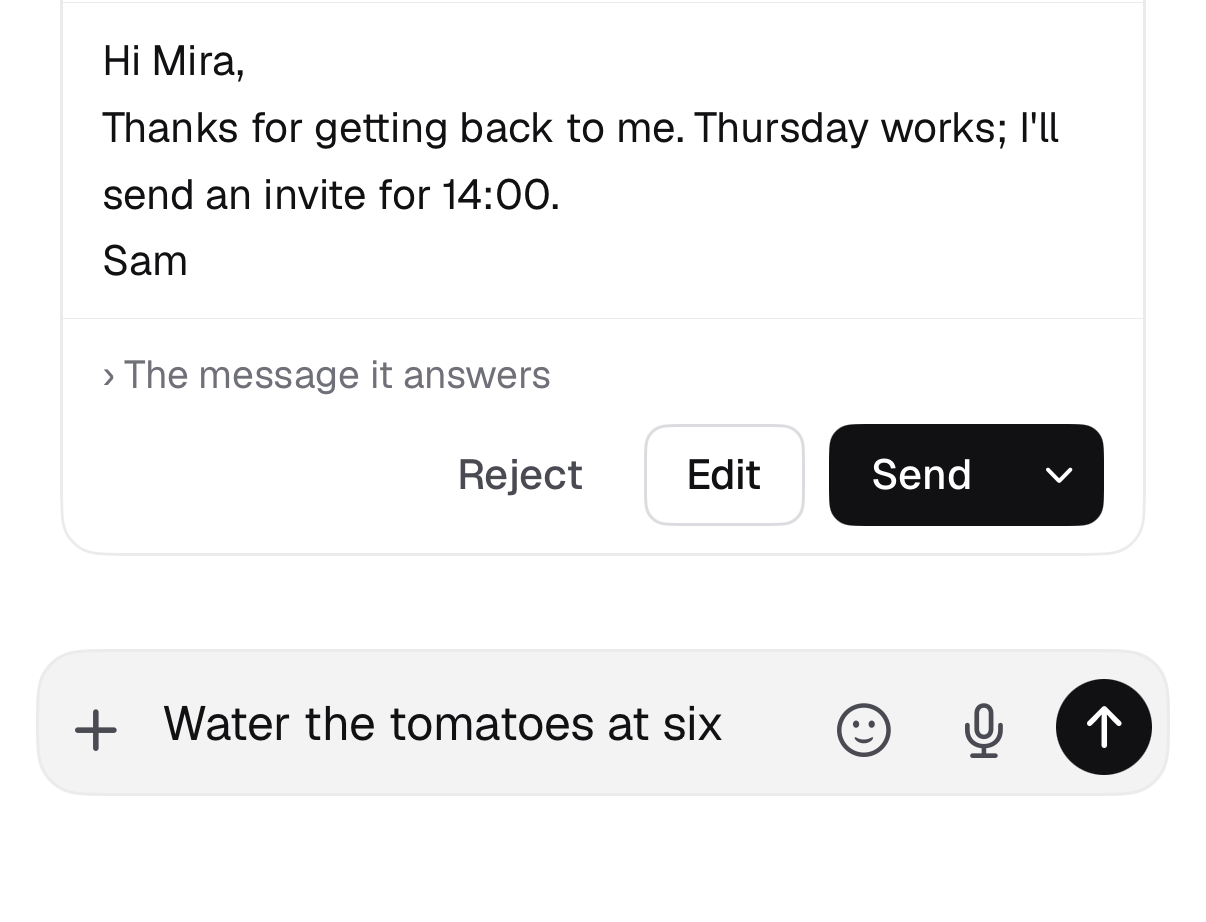 Hi Mira,
Thanks for getting back to me. Thursday works; I'll
send an invite for 14:00.
Sam
› The message it answers
Reject Edit Send
Water the tomatoes at six